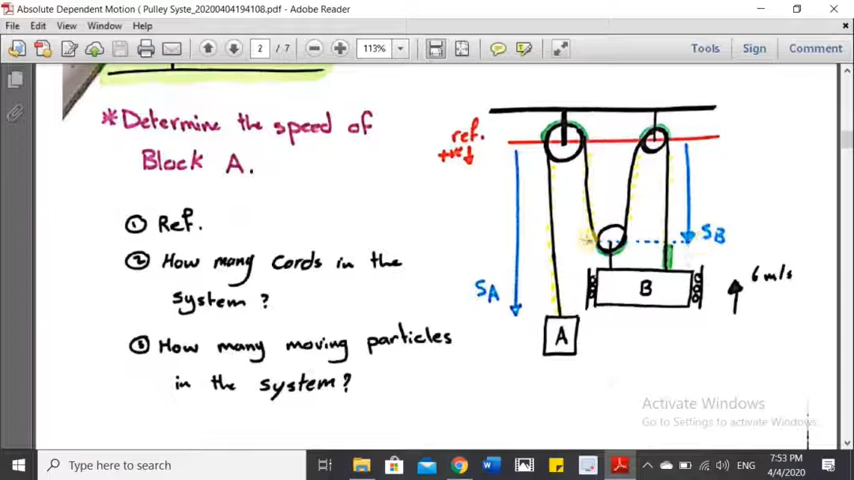 Absolute Dependent Motion ( Pulley Syste_20200404194108.pdf - Adobe Reader
File Edit View Window Help
2 / 7
113%
Tools Sign Comment
*Determine the speed of
Block A.
① Ref.
② How many cords in the
system ?
③ How many moving particles
in the system?
ref.
+ve↓
SA
SB
A
B
6 m/s
Activate Windows
Go to Settings to activate Windows.
Type here to search
ENG
7:53 PM
4/4/2020